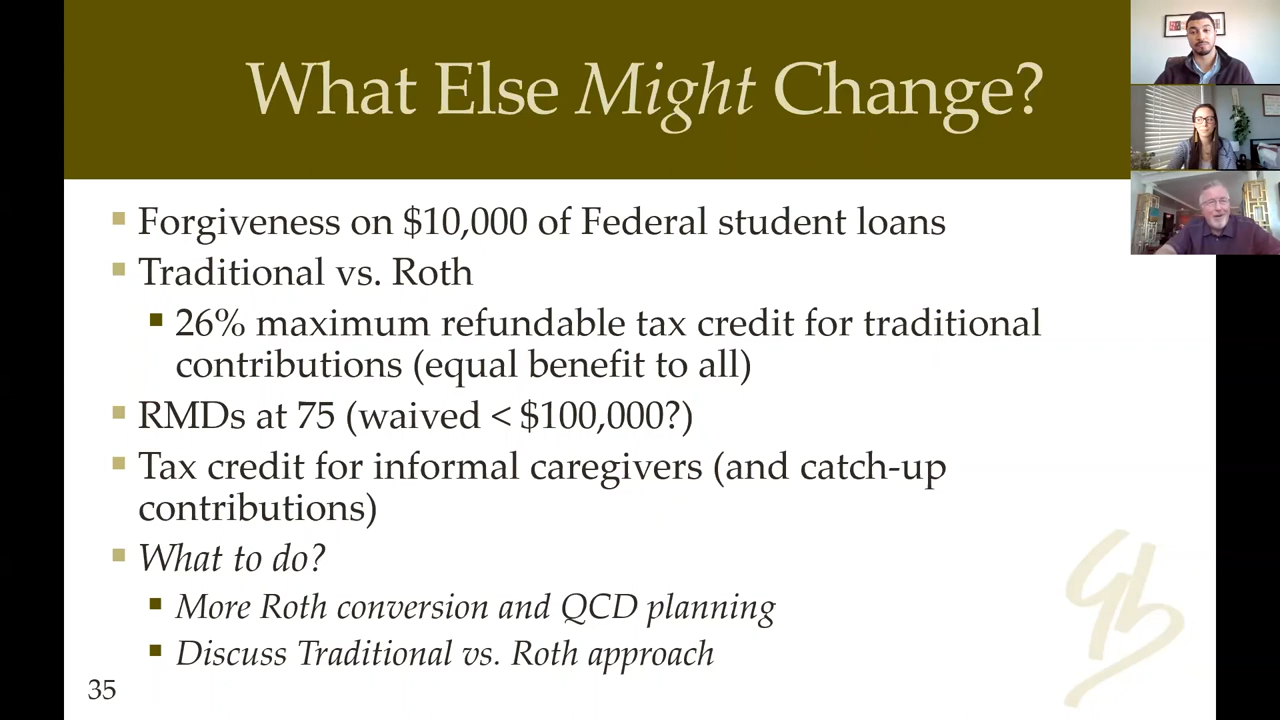 What Else Might Change?
Forgiveness on $10,000 of Federal student loans
Traditional vs. Roth
26% maximum refundable tax credit for traditional
contributions (equal benefit to all)
RMDs at 75 (waived < $100,000?)
Tax credit for informal caregivers (and catch-up
contributions)
What to do?
More Roth conversion and QCD planning
Discuss Traditional vs. Roth approach
35